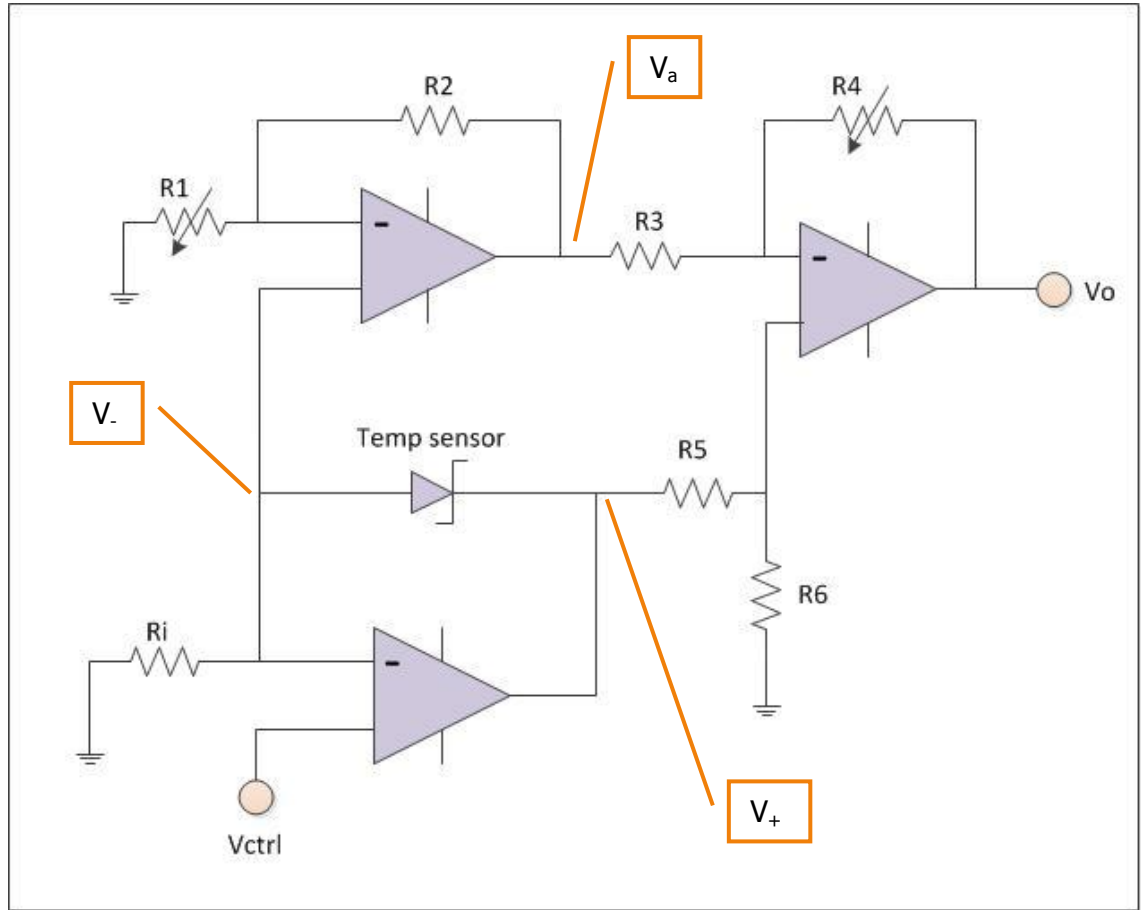 Vₐ
R2
R4
R1
-
R3
-
Vo
V₋
Temp sensor
R5
R6
Ri
-
V₊
Vctrl